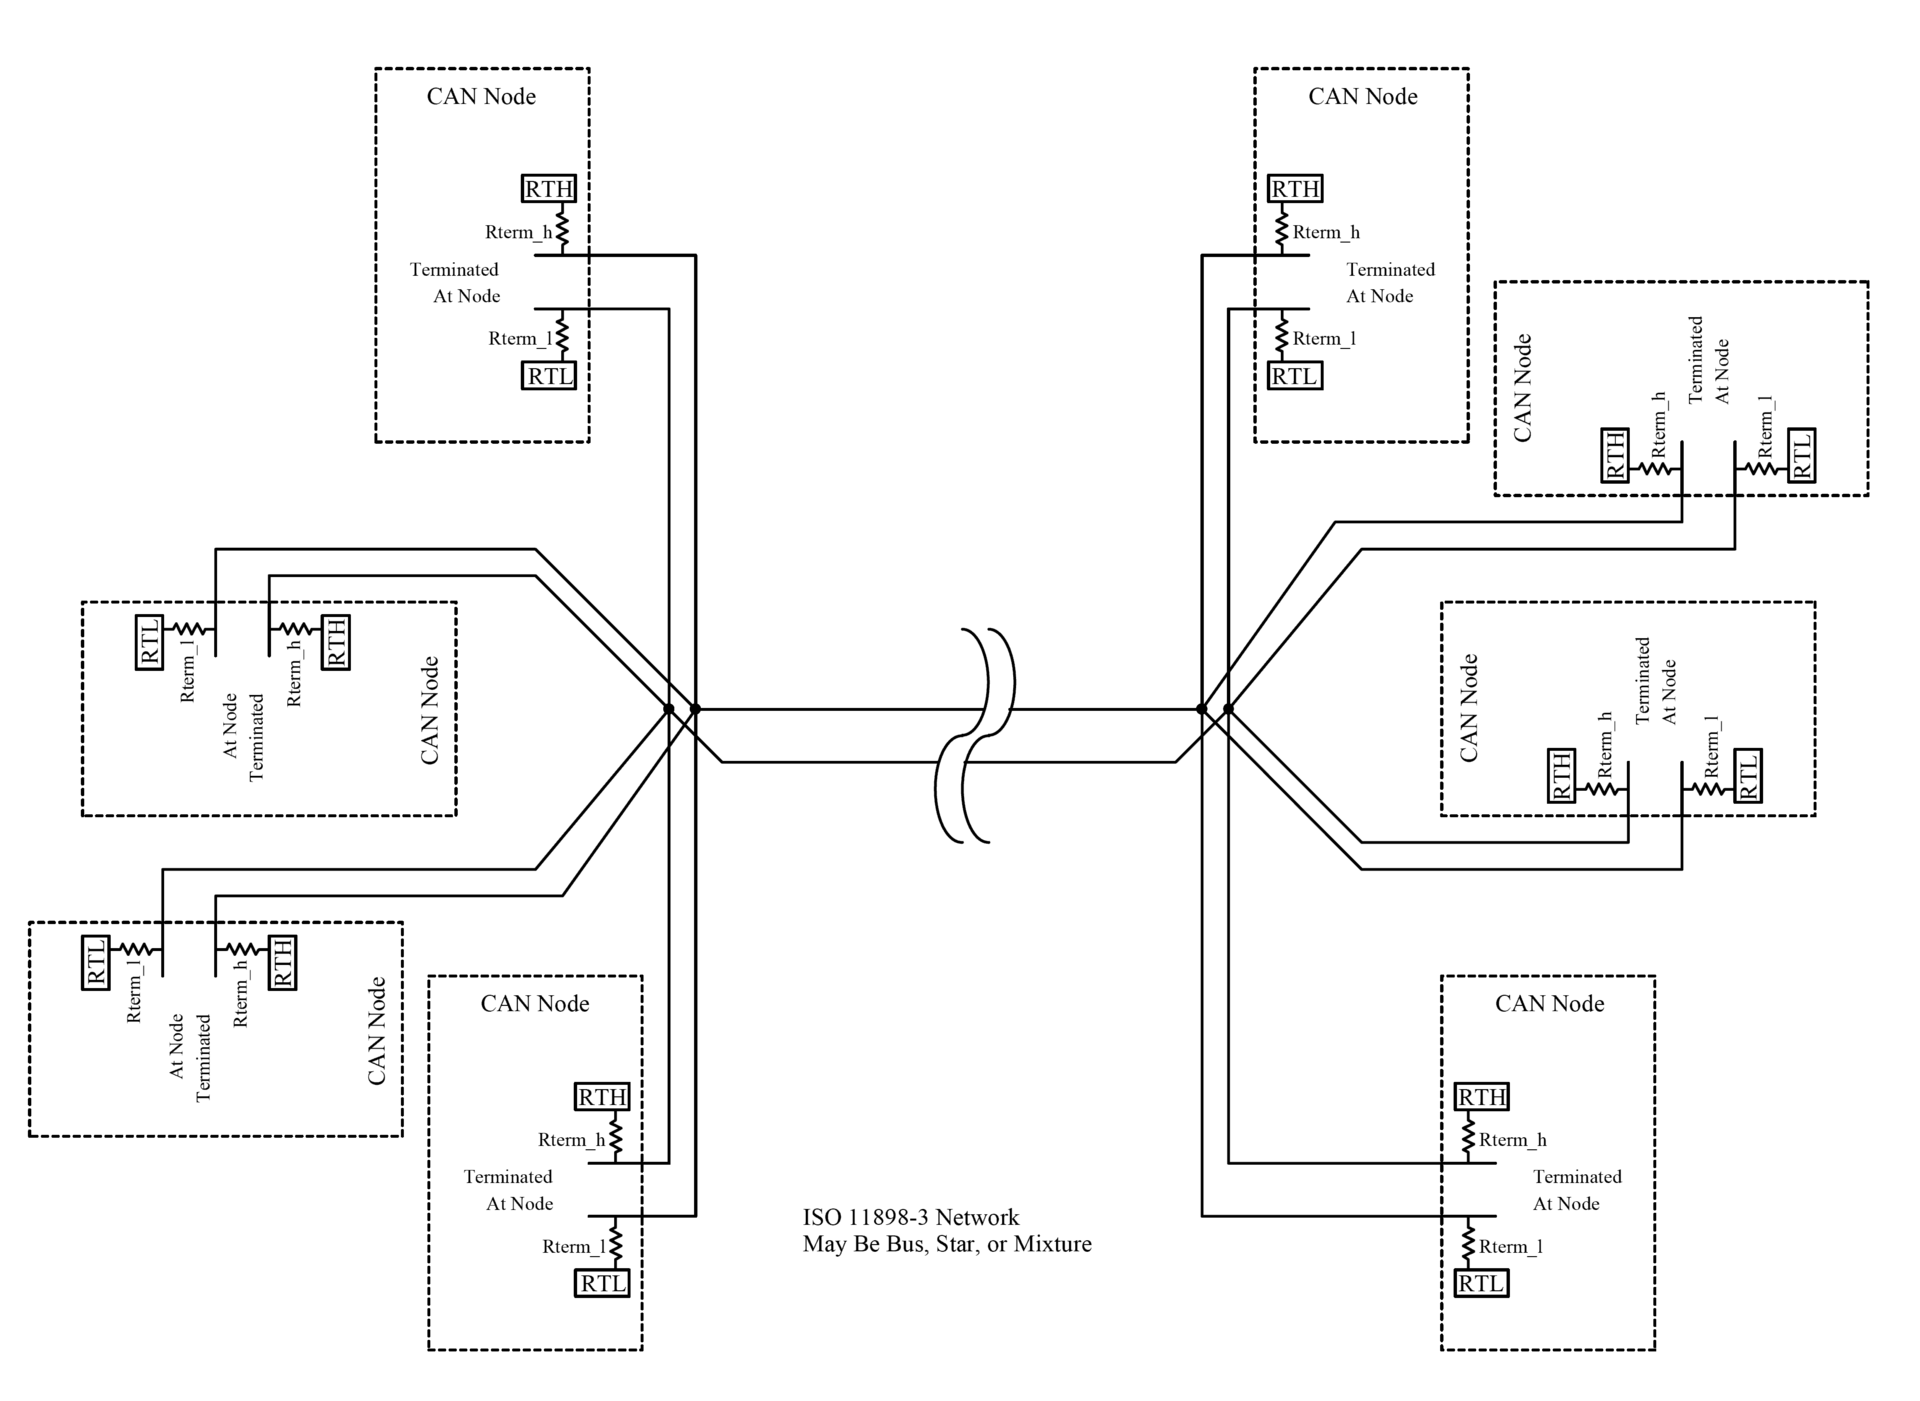 CAN Node
RTH
Rterm_h
Terminated
At Node
Rterm_l
RTL
CAN Node
RTH
Rterm_h
Terminated
At Node
Rterm_l
RTL
CAN Node
Terminated
At Node
RTH
Rterm_h
Rterm_l
RTL
RTL
Rterm_l
At Node
Terminated
Rterm_h
RTH
CAN Node
CAN Node
Terminated
At Node
RTH
Rterm_h
Rterm_l
RTL
RTL
Rterm_l
At Node
Terminated
Rterm_h
RTH
CAN Node
CAN Node
RTH
Rterm_h
Terminated
At Node
Rterm_l
RTL
ISO 11898-3 Network
May Be Bus, Star, or Mixture
CAN Node
RTH
Rterm_h
Terminated
At Node
Rterm_l
RTL